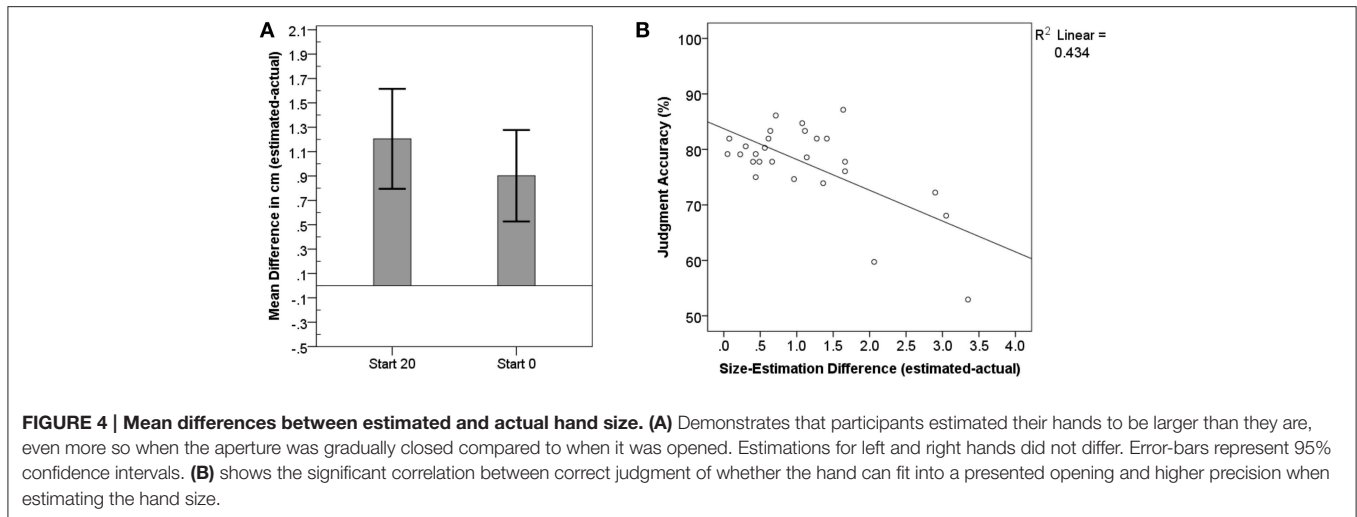 A
Mean Difference in cm (estimated-actual)
2.1
1.9
1.7
1.5
1.3
1.1
.9
.7
.5
.3
.1
-.1
-.3
-.5
Start 20
Start 0
B
Judgment Accuracy (%)
100
90
80
70
60
50
.0
.5
1.0
1.5
2.0
2.5
3.0
3.5
4.0
Size-Estimation Difference (estimated-actual)
R² Linear =
0.434
FIGURE 4 | Mean differences between estimated and actual hand size. (A) Demonstrates that participants estimated their hands to be larger than they are,
even more so when the aperture was gradually closed compared to when it was opened. Estimations for left and right hands did not differ. Error-bars represent 95%
confidence intervals. (B) shows the significant correlation between correct judgment of whether the hand can fit into a presented opening and higher precision when
estimating the hand size.